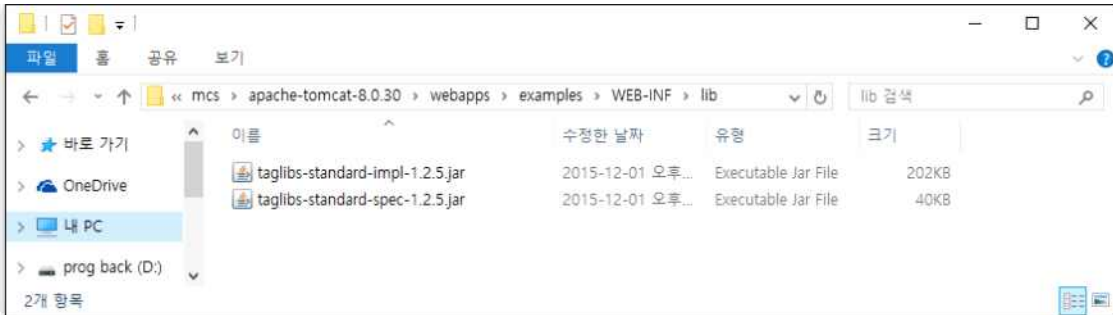 파일 홈 공유 보기
« mcs > apache-tomcat-8.0.30 > webapps > examples > WEB-INF > lib lib 검색
이름 수정한 날짜 유형 크기
바로 가기
taglibs-standard-impl-1.2.5.jar 2015-12-01 오후... Executable Jar File 202KB
OneDrive
taglibs-standard-spec-1.2.5.jar 2015-12-01 오후... Executable Jar File 40KB
내 PC
prog back (D:)
2개 항목